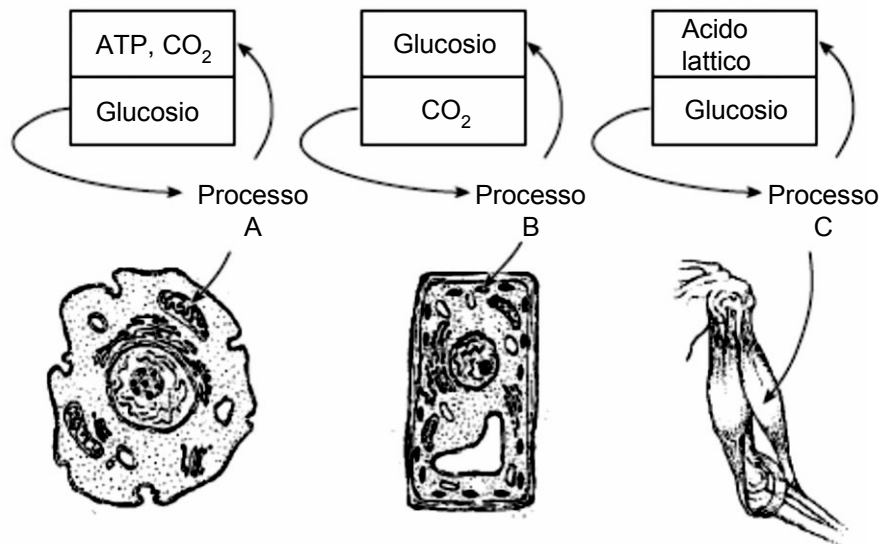 ATP, CO₂
Glucosio
Processo
A
Glucosio
CO₂
Processo
B
Acido
lattico
Glucosio
Processo
C